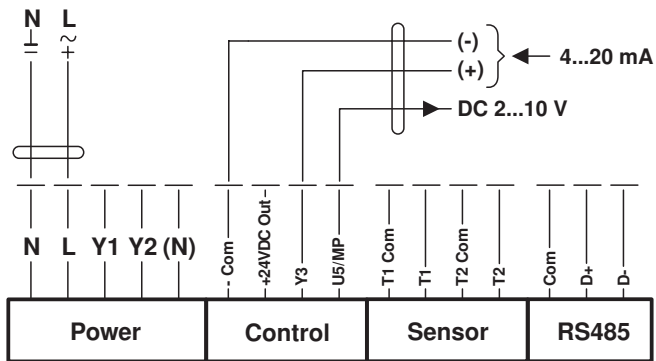 N L
(-)
(+)
4...20 mA
DC 2...10 V
N L Y1 Y2 (N)
- Com
+24VDC Out
Y3
U5/MP
T1 Com
T1
T2 Com
T2
Com
D+
D-
Power Control Sensor RS485